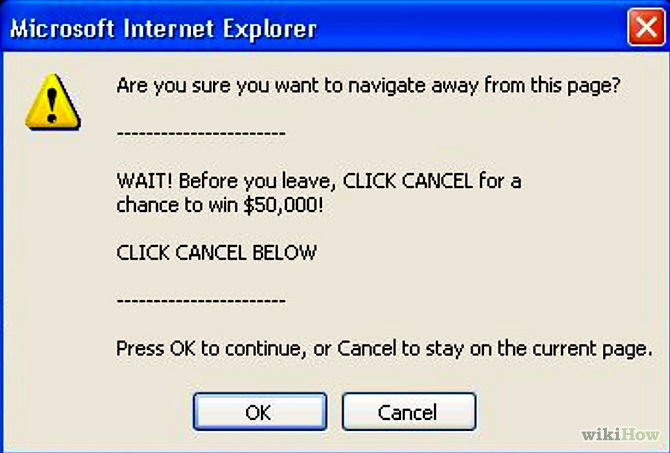 Microsoft Internet Explorer
Are you sure you want to navigate away from this page?
-----------------------
WAIT! Before you leave, CLICK CANCEL for a
chance to win $50,000!
CLICK CANCEL BELOW
-----------------------
Press OK to continue, or Cancel to stay on the current page.
OK Cancel
wikiHow